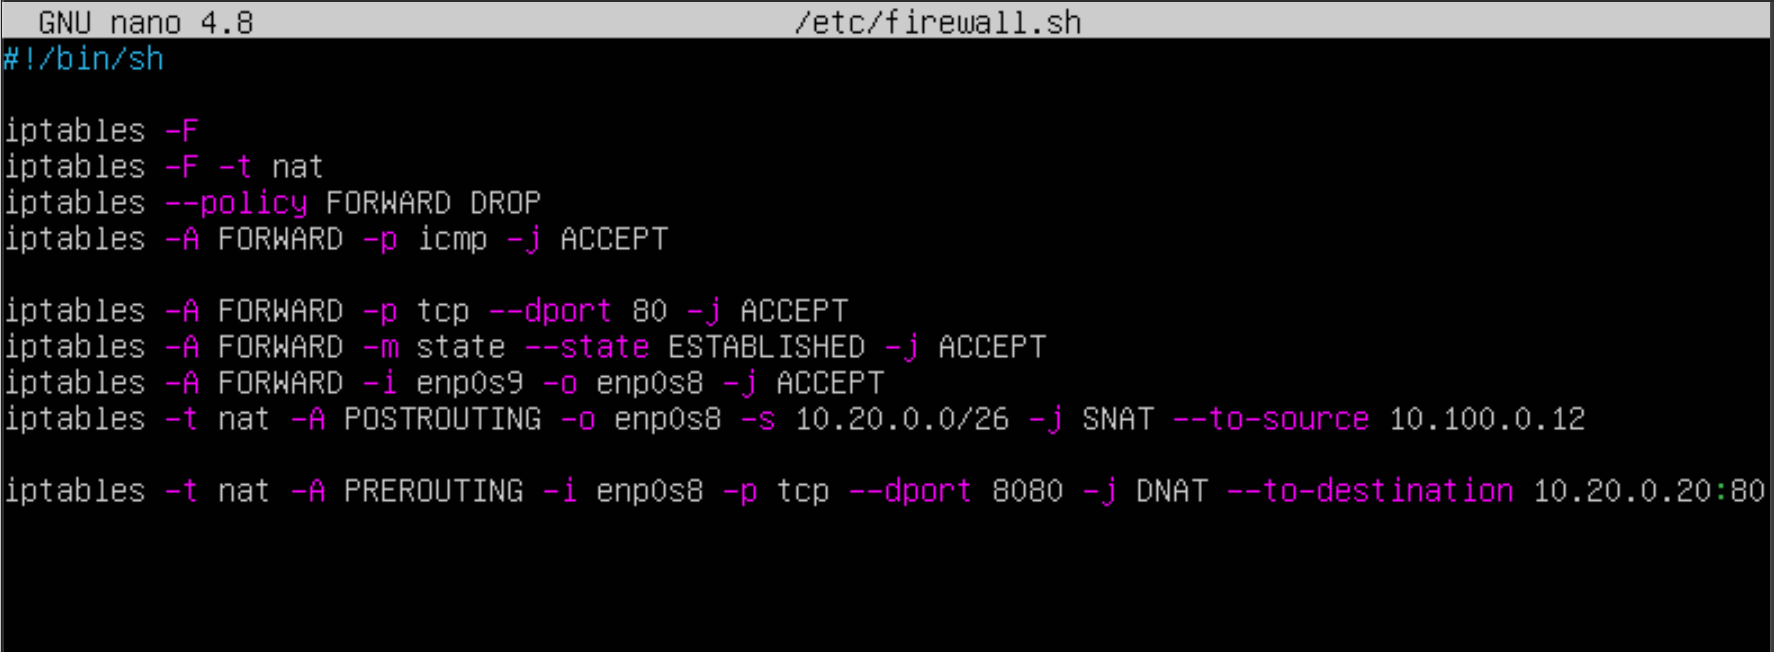 GNU nano 4.8 /etc/firewall.sh
#!/bin/sh
iptables -F
iptables -F -t nat
iptables --policy FORWARD DROP
iptables -A FORWARD -p icmp -j ACCEPT
iptables -A FORWARD -p tcp --dport 80 -j ACCEPT
iptables -A FORWARD -m state --state ESTABLISHED -j ACCEPT
iptables -A FORWARD -i enp0s9 -o enp0s8 -j ACCEPT
iptables -t nat -A POSTROUTING -o enp0s8 -s 10.20.0.0/26 -j SNAT --to-source 10.100.0.12
iptables -t nat -A PREROUTING -i enp0s8 -p tcp --dport 8080 -j DNAT --to-destination 10.20.0.20:80